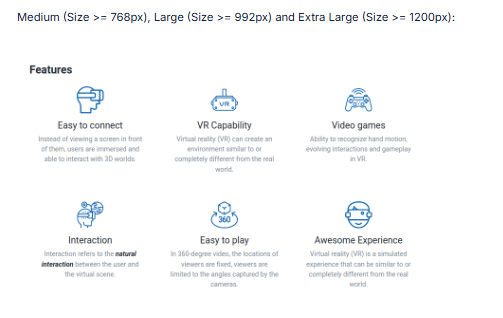 Medium (Size >= 768px), Large (Size >= 992px) and Extra Large (Size >= 1200px):
Features
VR
Easy to connect
Instead of viewing a screen in front
of them, users are immersed and
able to interact with 3D worlds.
VR Capability
Virtual reality (VR) can create an
environment similar to or
completely different from the real
world.
Video games
Ability to recognize hand motion,
evolving interactions and gameplay
in VR.
360
Interaction
Interaction refers to the natural
interaction between the user and
the virtual scene.
Easy to play
In 360-degree video, the locations of
viewers are fixed, viewers are
limited to the angles captured by the
cameras.
Awesome Experience
Virtual reality (VR) is a simulated
experience that can be similar to or
completely different from the real
world.